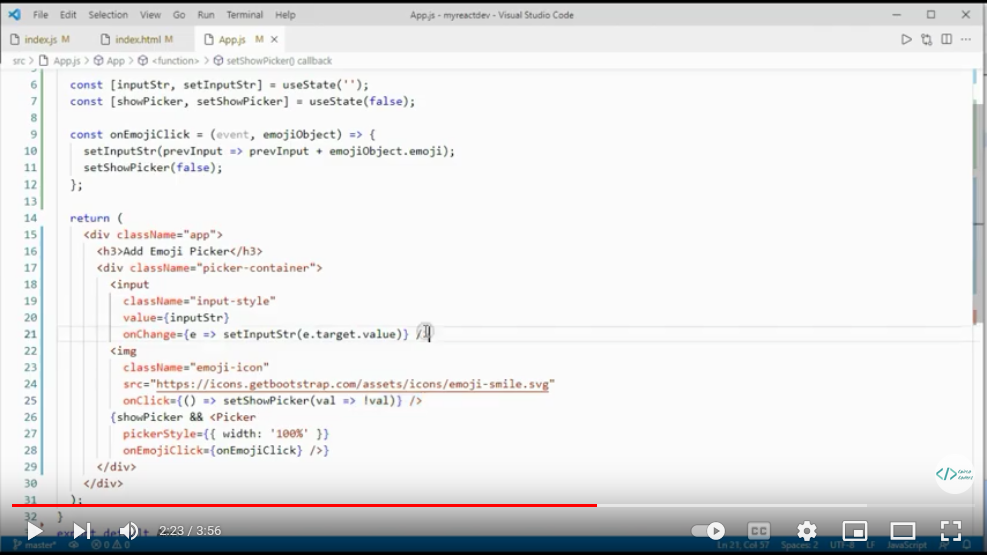 File Edit Selection View Go Run Terminal Help App.js - myreactdev - Visual Studio Code
index.js M index.html M App.js M
src > App.js > App > <function> > setShowPicker() callback
5
6 const [inputStr, setInputStr] = useState('');
7 const [showPicker, setShowPicker] = useState(false);
8
9 const onEmojiClick = (event, emojiObject) => {
10 setInputStr(prevInput => prevInput + emojiObject.emoji);
11 setShowPicker(false);
12 };
13
14 return (
15 <div className="app">
16 <h3>Add Emoji Picker</h3>
17 <div className="picker-container">
18 <input
19 className="input-style"
20 value={inputStr}
21 onChange={e => setInputStr(e.target.value)} />
22 <img
23 className="emoji-icon"
24 src="https://icons.getbootstrap.com/assets/icons/emoji-smile.svg"
25 onClick={() => setShowPicker(val => !val)} />
26 {showPicker && <Picker
27 pickerStyle={{ width: '100%' }}
28 onEmojiClick={onEmojiClick} />}
29 </div>
30 </div>
31 );
32 }
export default
2:23 / 3:56
CC
master* 0 0 Ln 21, Col 57 Spaces: 2 UTF-8 LF JavaScript